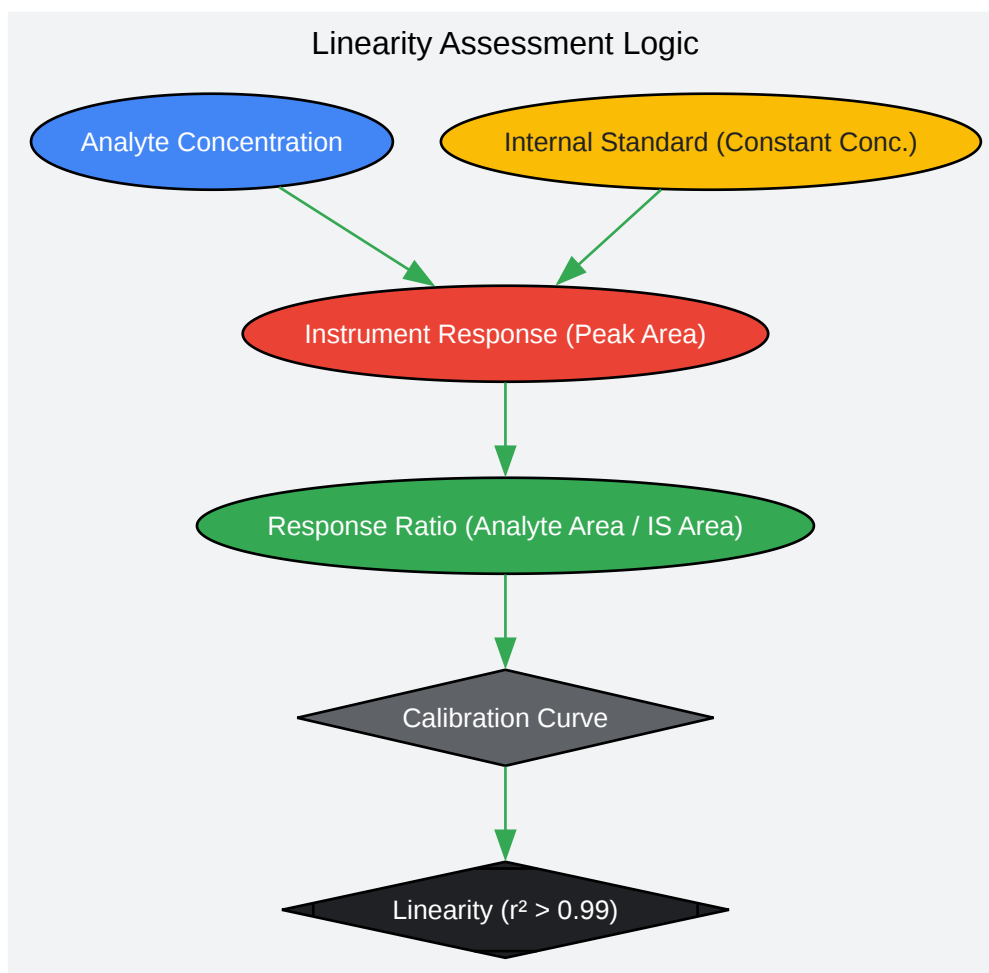 Linearity Assessment Logic
Analyte Concentration
Internal Standard (Constant Conc.)
Instrument Response (Peak Area)
Response Ratio (Analyte Area / IS Area)
Calibration Curve
Linearity (r² > 0.99)